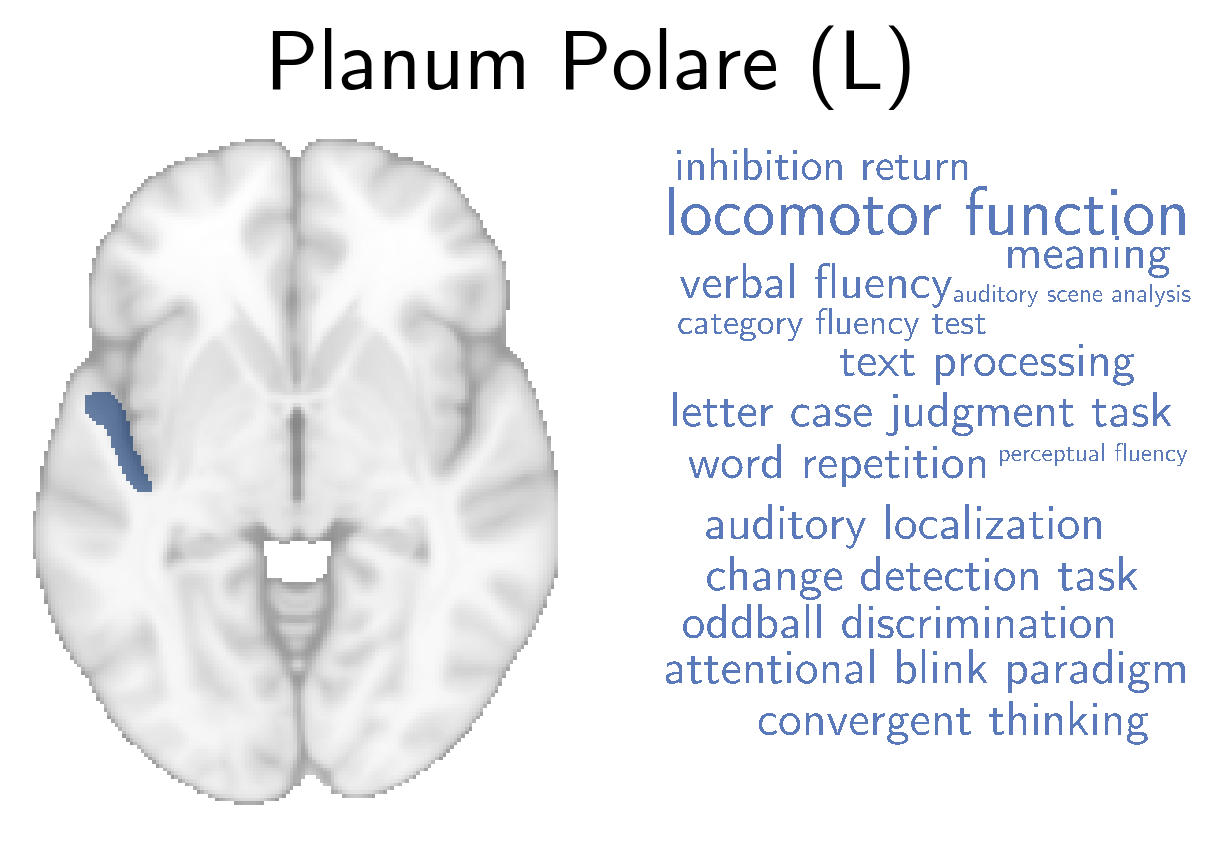 Planum Polare (L)
inhibition return
locomotor function
meaning
verbal fluency
auditory scene analysis
category fluency test
text processing
letter case judgment task
word repetition
perceptual fluency
auditory localization
change detection task
oddball discrimination
attentional blink paradigm
convergent thinking